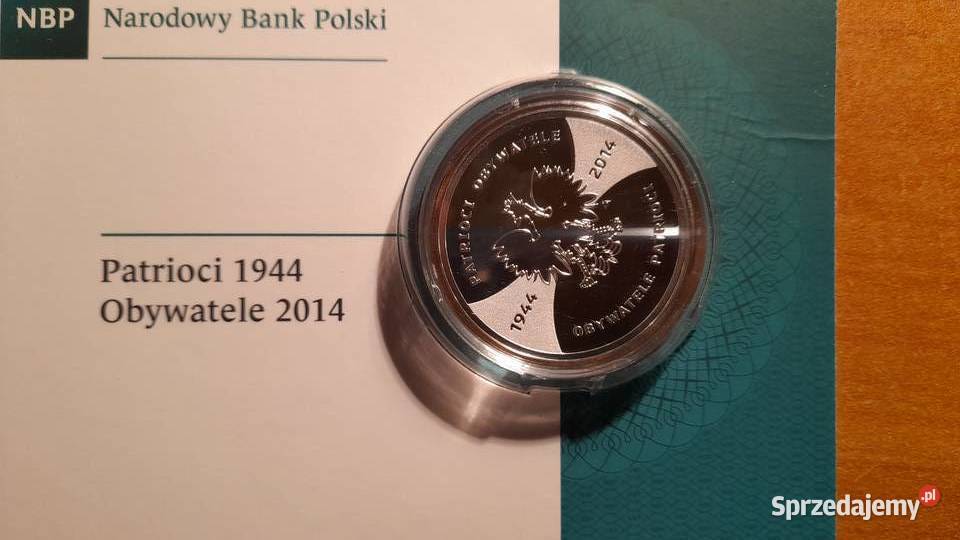 NBP
Narodowy Bank Polski
Patrioci 1944
Obywatele 2014
PATRIOCI OBYWATELE
2014
1944
OBYWATELE PATRIOCI
Sprzedajemy.pl